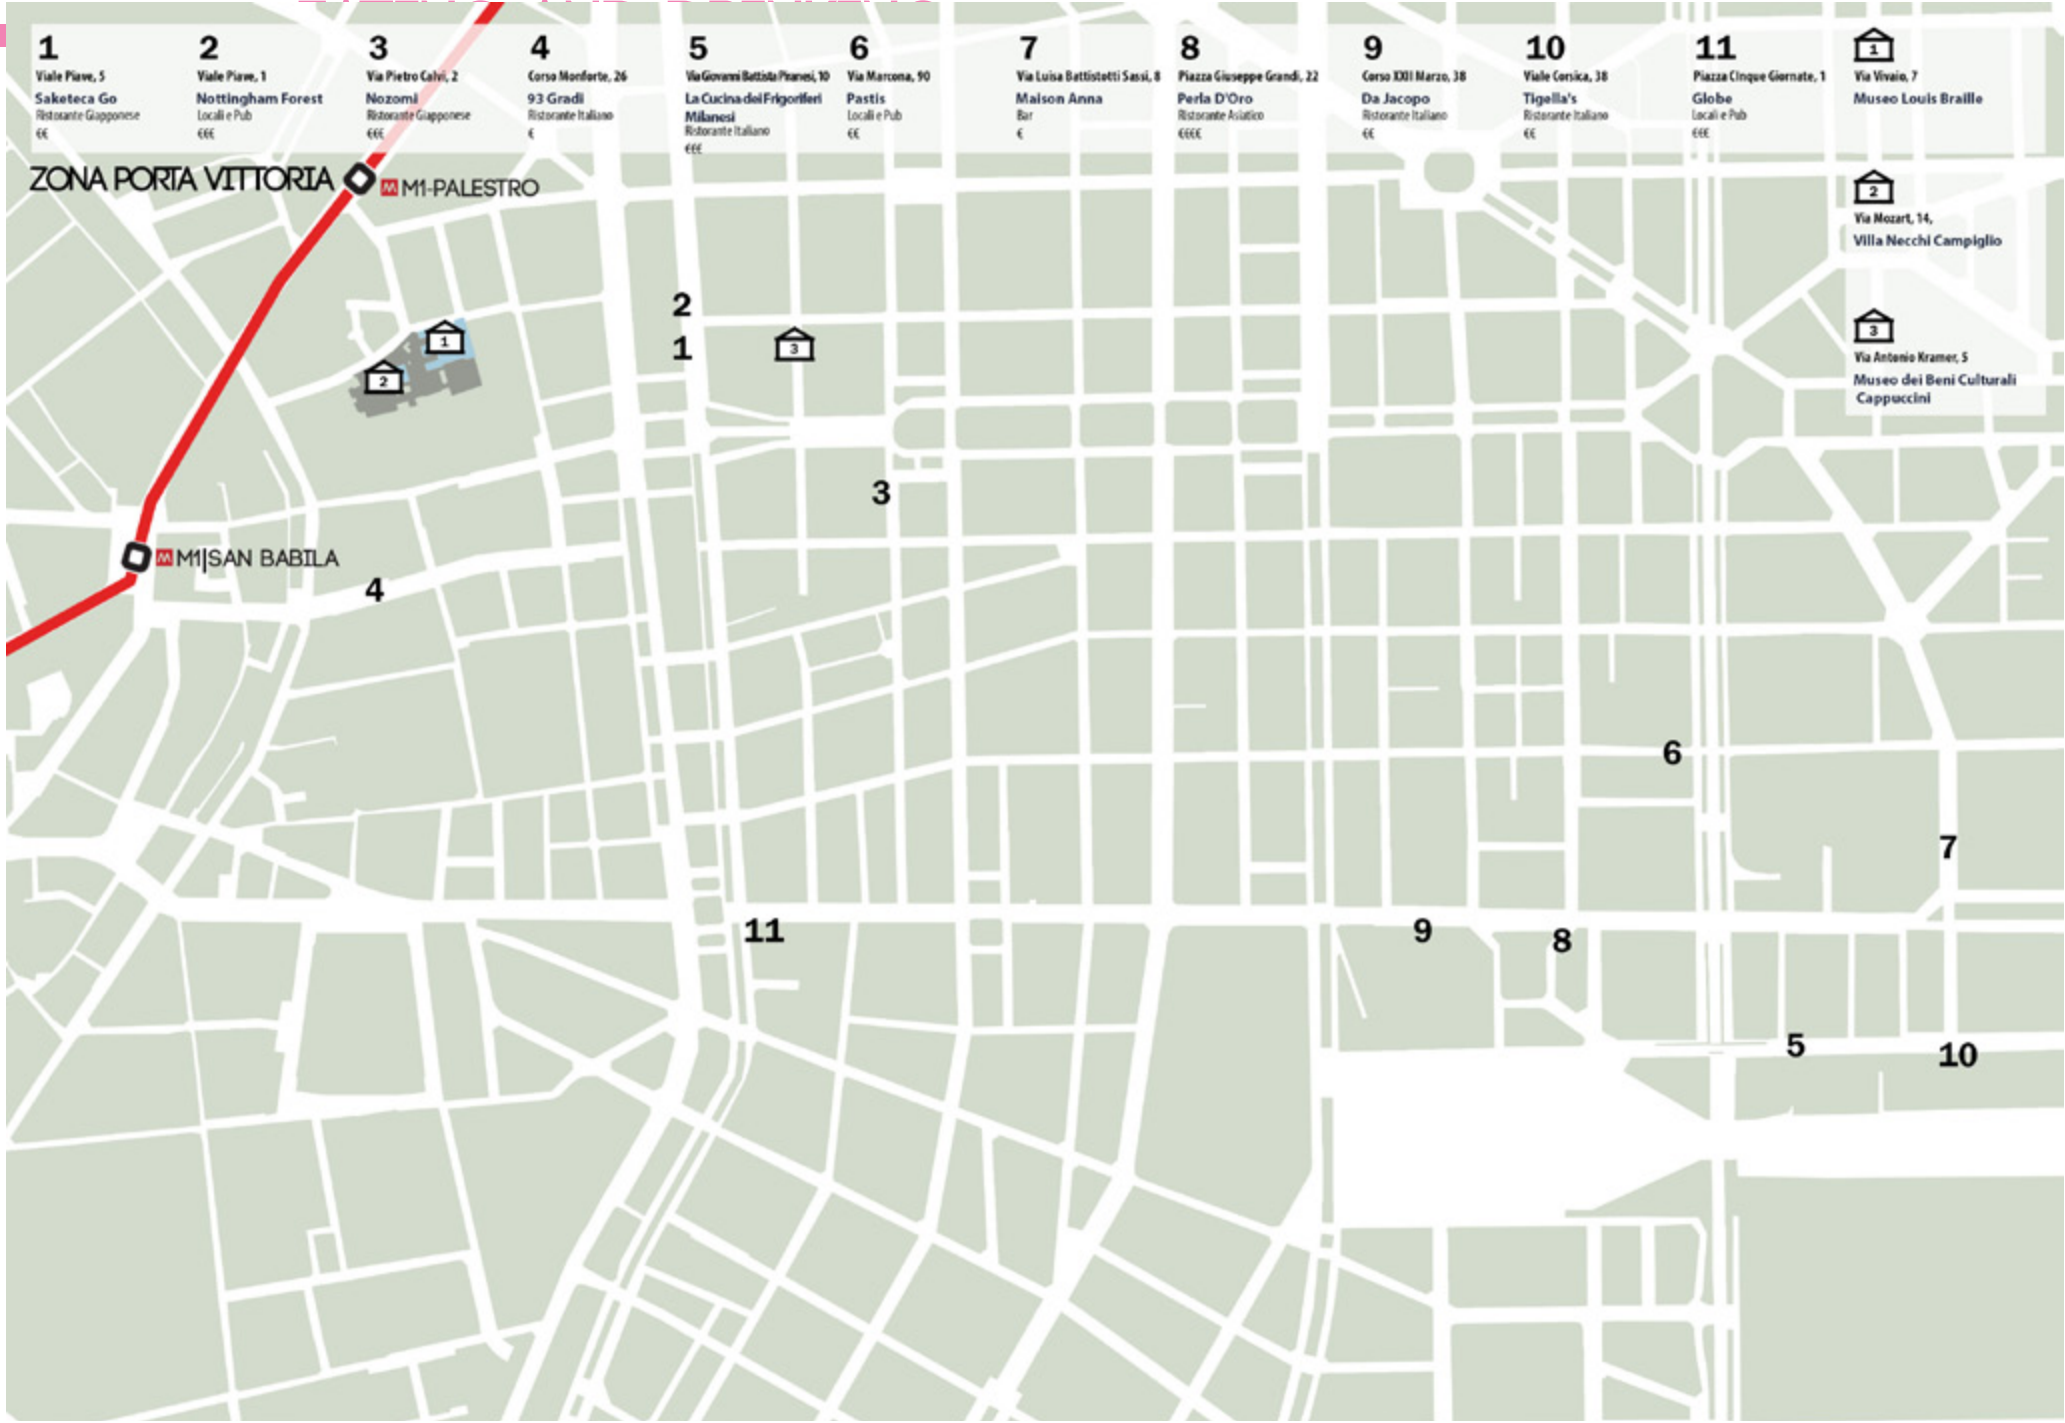 1
Viale Piave, 5
Saketeca Go
Ristorante Giapponese
€€
2
Viale Piave, 1
Nottingham Forest
Locali e Pub
€€€
3
Via Pietro Calvi, 2
Nozomi
Ristorante Giapponese
€€€
4
Corso Monforte, 26
93 Gradi
Ristorante Italiano
€
5
Via Giovanni Battista Piranesi, 10
La Cucina dei Frigoriferi
Milanesi
Ristorante Italiano
€€€
6
Via Marcona, 90
Pastis
Locali e Pub
€€
7
Via Luisa Battistotti Sassi, 8
Maison Anna
Bar
€
8
Piazza Giuseppe Grandi, 22
Perla D'Oro
Ristorante Asiatico
€€€€
9
Corso XXII Marzo, 38
Da Jacopo
Ristorante Italiano
€€
10
Viale Corsica, 38
Tigella's
Ristorante Italiano
€€
11
Piazza CInque Giornate, 1
Globe
Locali e Pub
€€€
1
Via Vivaio, 7
Museo Louis Braille
2
Via Mozart, 14,
Villa Necchi Campiglio
3
Via Antonio Kramer, 5
Museo dei Beni Culturali
Cappuccini
ZONA PORTA VITTORIA
M M1-PALESTRO
2
1
1
3
2
3
M M1|SAN BABILA
4
6
7
11
9
8
5
10